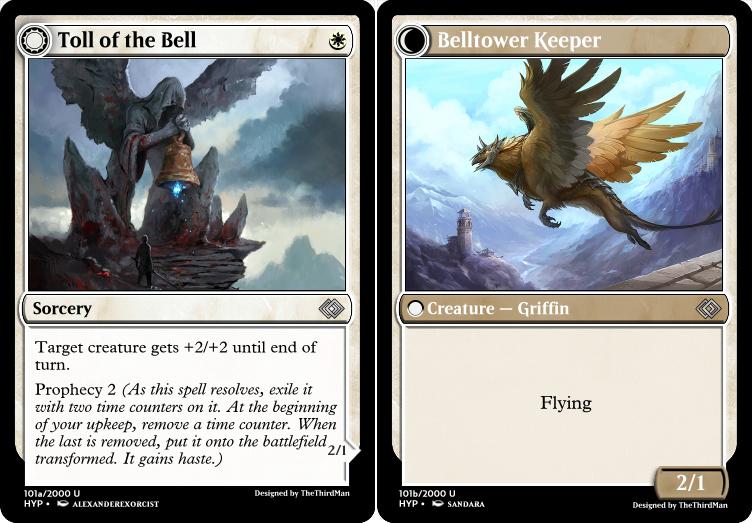 Toll of the Bell
Sorcery
Target creature gets +2/+2 until end of
turn.
Prophecy 2 (As this spell resolves, exile it
with two time counters on it. At the beginning
of your upkeep, remove a time counter. When
the last is removed, put it onto the battlefield
transformed. It gains haste.)
2/1
101a/2000 U
HYP • ALEXANDEREXORCIST
Designed by TheThirdMan
Belltower Keeper
Creature — Griffin
Flying
2/1
101b/2000 U
HYP • SANDARA
Designed by TheThirdMan